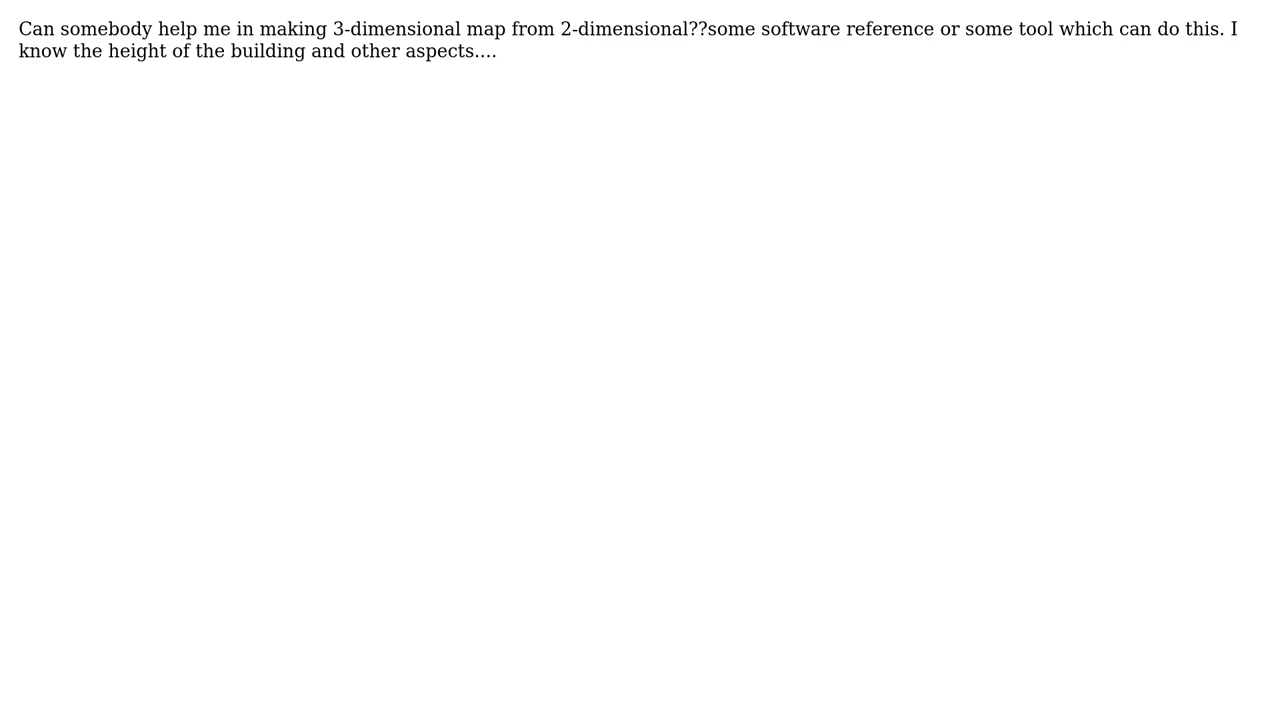 Can somebody help me in making 3-dimensional map from 2-dimensional??some software reference or some tool which can do this. I
know the height of the building and other aspects....